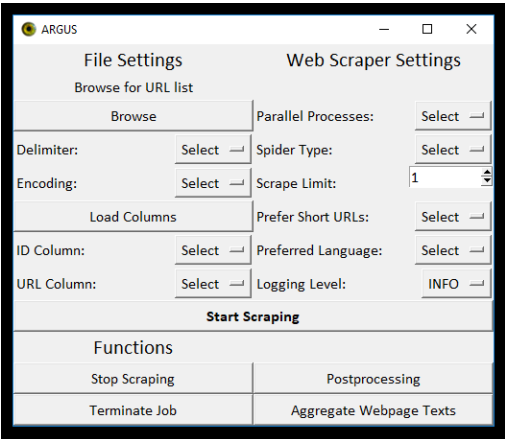 ARGUS
File Settings
Web Scraper Settings
Browse for URL list
Browse
Parallel Processes: Select
Delimiter: Select
Spider Type: Select
Encoding: Select
Scrape Limit: 1
Load Columns
Prefer Short URLs: Select
ID Column: Select
Preferred Language: Select
URL Column: Select
Logging Level: INFO
Start Scraping
Functions
Stop Scraping
Postprocessing
Terminate Job
Aggregate Webpage Texts